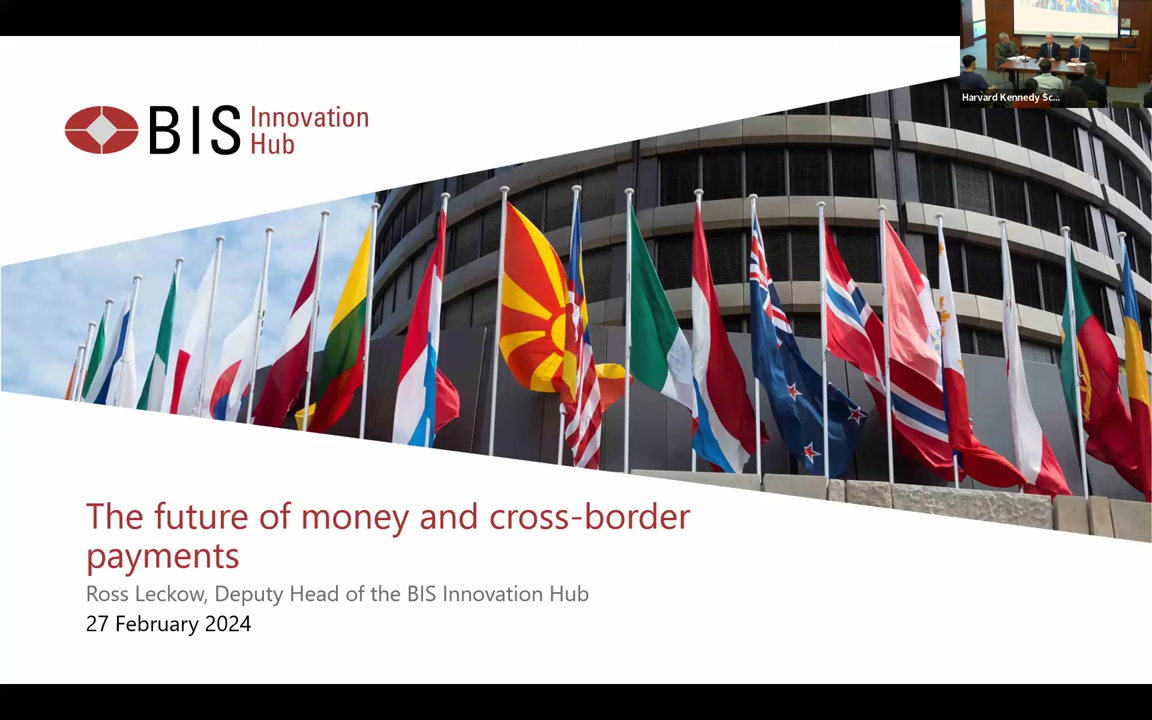 BIS Innovation
Hub
Harvard Kennedy Sc...
The future of money and cross-border
payments
Ross Leckow, Deputy Head of the BIS Innovation Hub
27 February 2024